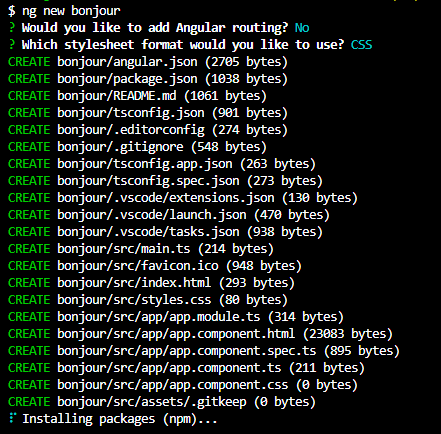 $ ng new bonjour
? Would you like to add Angular routing? No
? Which stylesheet format would you like to use? CSS
CREATE bonjour/angular.json (2705 bytes)
CREATE bonjour/package.json (1038 bytes)
CREATE bonjour/README.md (1061 bytes)
CREATE bonjour/tsconfig.json (901 bytes)
CREATE bonjour/.editorconfig (274 bytes)
CREATE bonjour/.gitignore (548 bytes)
CREATE bonjour/tsconfig.app.json (263 bytes)
CREATE bonjour/tsconfig.spec.json (273 bytes)
CREATE bonjour/.vscode/extensions.json (130 bytes)
CREATE bonjour/.vscode/launch.json (470 bytes)
CREATE bonjour/.vscode/tasks.json (938 bytes)
CREATE bonjour/src/main.ts (214 bytes)
CREATE bonjour/src/favicon.ico (948 bytes)
CREATE bonjour/src/index.html (293 bytes)
CREATE bonjour/src/styles.css (80 bytes)
CREATE bonjour/src/app/app.module.ts (314 bytes)
CREATE bonjour/src/app/app.component.html (23083 bytes)
CREATE bonjour/src/app/app.component.spec.ts (895 bytes)
CREATE bonjour/src/app/app.component.ts (211 bytes)
CREATE bonjour/src/app/app.component.css (0 bytes)
CREATE bonjour/src/assets/.gitkeep (0 bytes)
Installing packages (npm)...